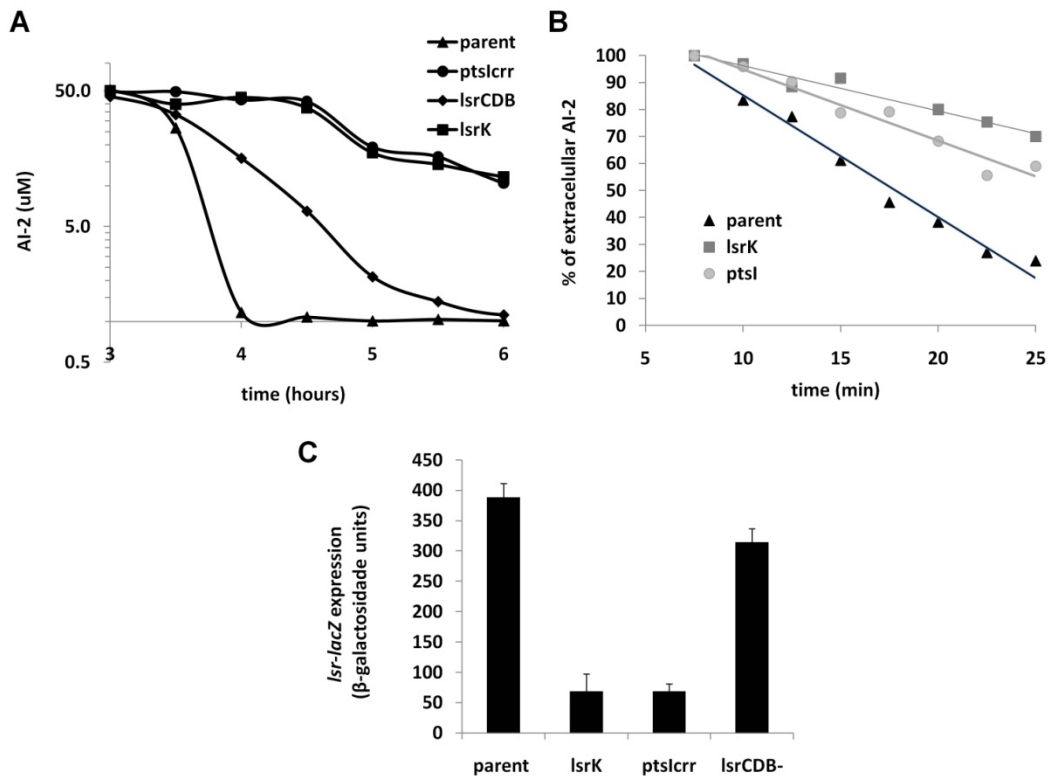 A
parent
ptsIcrr
lsrCDB
lsrK
50.0
5.0
0.5
AI-2 (uM)
3 4 5 6
time (hours)
B
100
90
80
70
60
50
40
30
20
10
0
% of extracelullar AI-2
parent
lsrK
ptsI
5 10 15 20 25
time (min)
C
450
400
350
300
250
200
150
100
50
0
lsr-lacZ expression
(β-galactosidade units)
parent lsrK ptsIcrr lsrCDB-